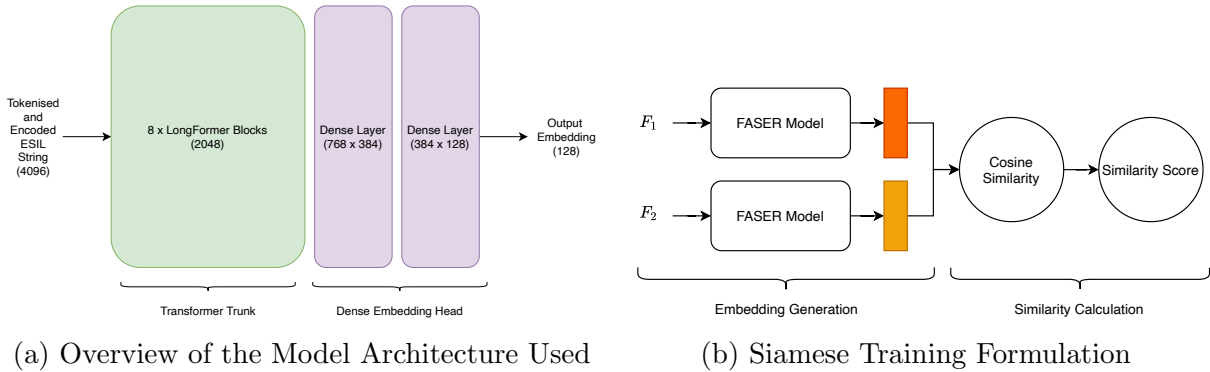 Tokenised
and
Encoded
ESIL
String
(4096)
8 x LongFormer Blocks
(2048)
Dense Layer
(768 x 384)
Dense Layer
(384 x 128)
Output
Embedding
(128)
Transformer Trunk
Dense Embedding Head
(a) Overview of the Model Architecture Used
F₁
FASER Model
F₂
FASER Model
Cosine
Similarity
Similarity Score
Embedding Generation
Similarity Calculation
(b) Siamese Training Formulation